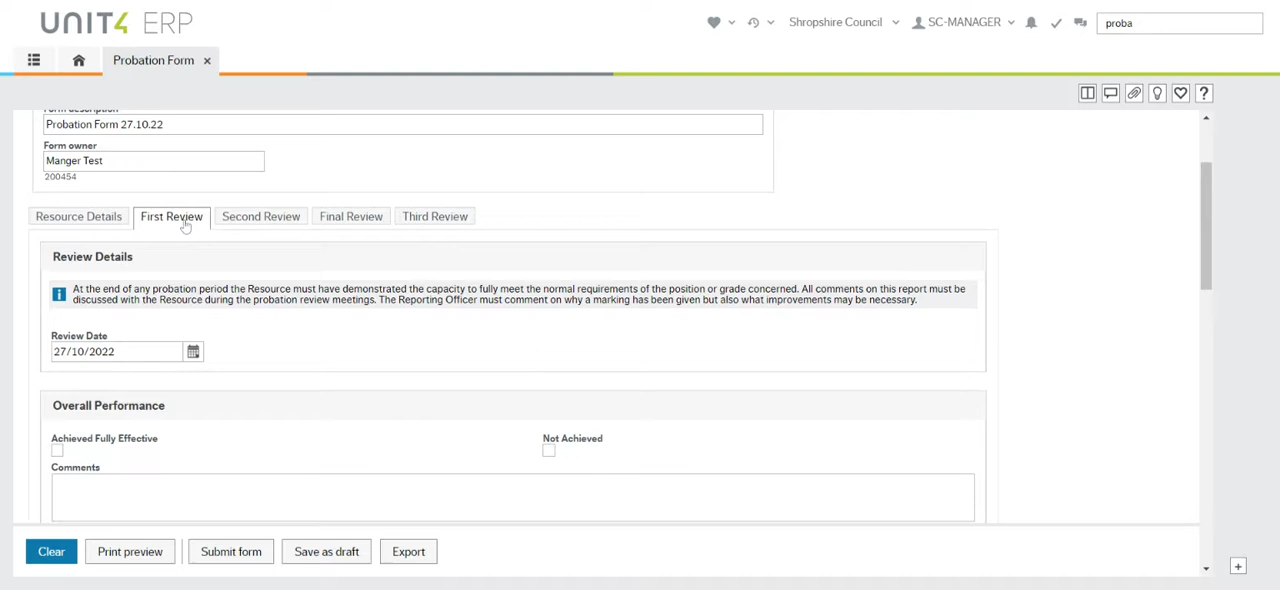 UNIT4 ERP
Shropshire Council
SC-MANAGER
proba
Probation Form
Form description
Probation Form 27.10.22
Form owner
Manger Test
200454
Resource Details
First Review
Second Review
Final Review
Third Review
Review Details
At the end of any probation period the Resource must have demonstrated the capacity to fully meet the normal requirements of the position or grade concerned. All comments on this report must be
discussed with the Resource during the probation review meetings. The Reporting Officer must comment on why a marking has been given but also what improvements may be necessary.
Review Date
27/10/2022
Overall Performance
Achieved Fully Effective
Not Achieved
Comments
Clear
Print preview
Submit form
Save as draft
Export